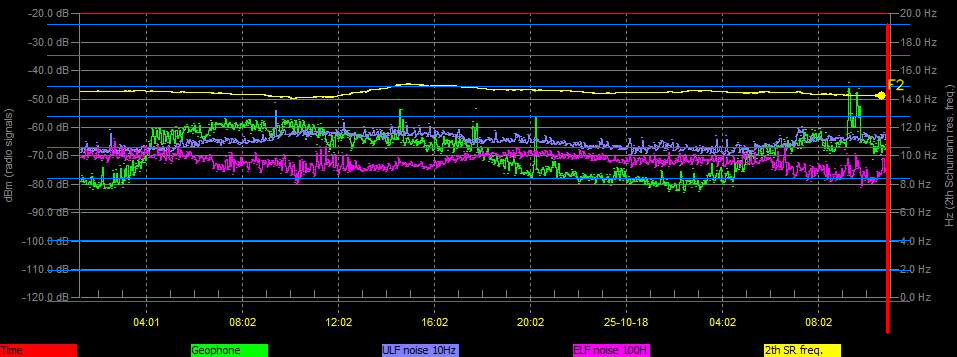 -20.0 dB 20.0 Hz
-30.0 dB 18.0 Hz
-40.0 dB 16.0 Hz
F2
-50.0 dB 14.0 Hz
-60.0 dB 12.0 Hz
-70.0 dB 10.0 Hz
-80.0 dB 8.0 Hz
-90.0 dB 6.0 Hz
-100.0 dB 4.0 Hz
-110.0 dB 2.0 Hz
-120.0 dB 0.0 Hz
dBm (radio signals)
Hz (2th Schumann res. freq.)
04:01 08:02 12:02 16:02 20:02 25-10-18 04:02 08:02
Time Geophone ULF noise 10Hz ELF noise 100H 2th SR freq.